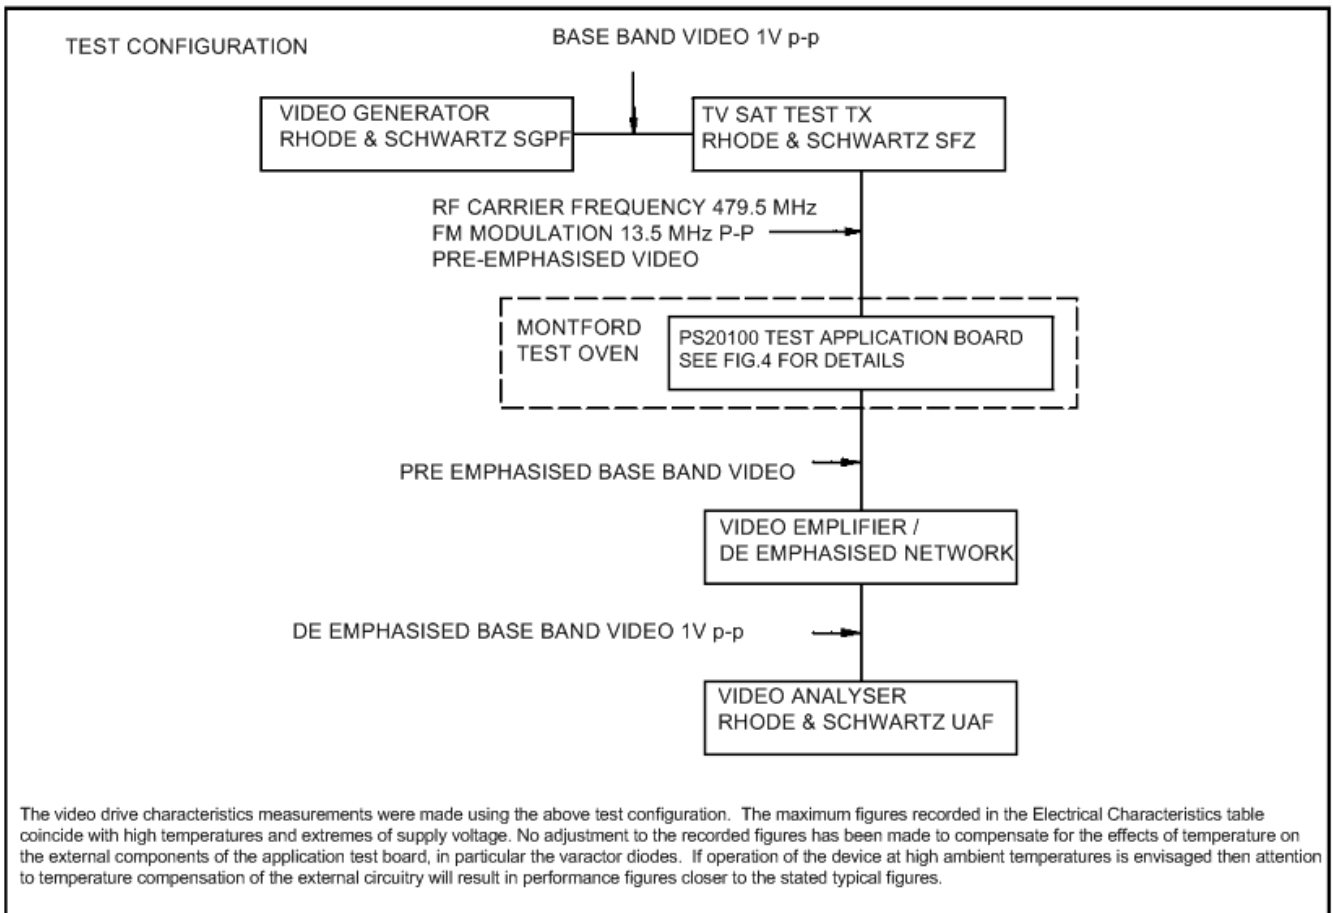 TEST CONFIGURATION
BASE BAND VIDEO 1V p-p
VIDEO GENERATOR
RHODE & SCHWARTZ SGPF
TV SAT TEST TX
RHODE & SCHWARTZ SFZ
RF CARRIER FREQUENCY 479.5 MHz
FM MODULATION 13.5 MHz P-P
PRE-EMPHASISED VIDEO
MONTFORD
TEST OVEN
PS20100 TEST APPLICATION BOARD
SEE FIG.4 FOR DETAILS
PRE EMPHASISED BASE BAND VIDEO
VIDEO EMPLIFIER /
DE EMPHASISED NETWORK
DE EMPHASISED BASE BAND VIDEO 1V p-p
VIDEO ANALYSER
RHODE & SCHWARTZ UAF
The video drive characteristics measurements were made using the above test configuration. The maximum figures recorded in the Electrical Characteristics table
coincide with high temperatures and extremes of supply voltage. No adjustment to the recorded figures has been made to compensate for the effects of temperature on
the external components of the application test board, in particular the varactor diodes. If operation of the device at high ambient temperatures is envisaged then attention
to temperature compensation of the external circuitry will result in performance figures closer to the stated typical figures.